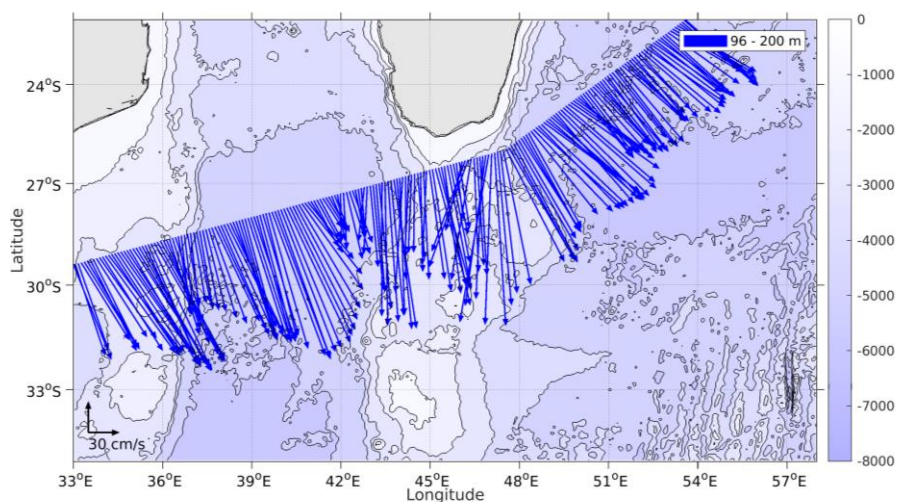 96 - 200 m
24°S
27°S
30°S
33°S
Latitude
30 cm/s
33°E
36°E
39°E
42°E
45°E
48°E
51°E
54°E
57°E
Longitude
0
-1000
-2000
-3000
-4000
-5000
-6000
-7000
-8000